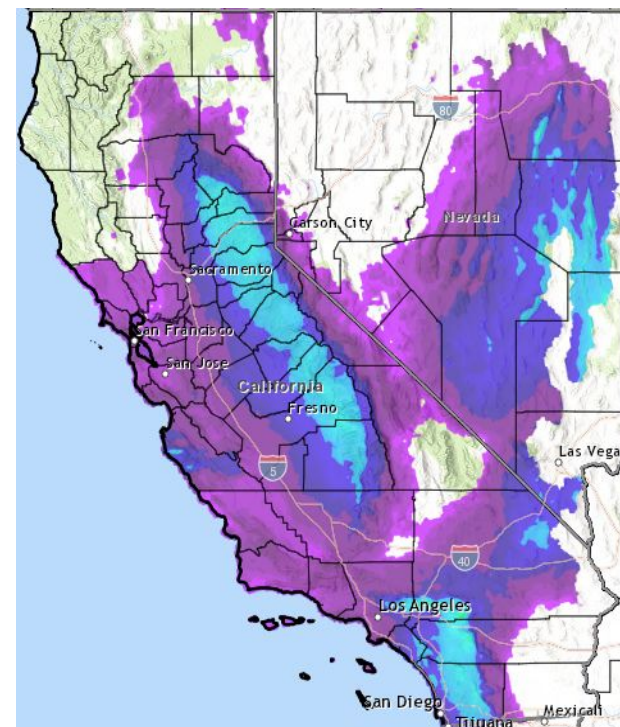 80
Nevada
Carson City
Sacramento
San Francisco
San Jose
California
Fresno
5
Las Vega
40
Los Angeles
San Diego
Tijuana
Mexicali